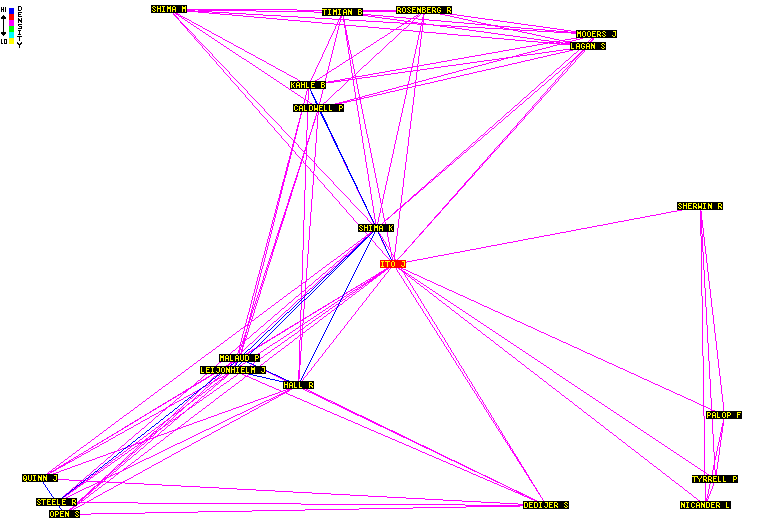 HI
LO
DENSITY
SHIMA M
TIMIAN B
ROSENBERG R
MOOERS J
LAGAN S
KAHLE B
CALDWELL P
SHERWIN R
SHIMA K
ITO J
MALAUD P
LEIJONHIELM J
HALL R
PALOP F
QUINN J
TYRRELL P
STEELE R
OPEN S
DEDIJER S
NICANDER L